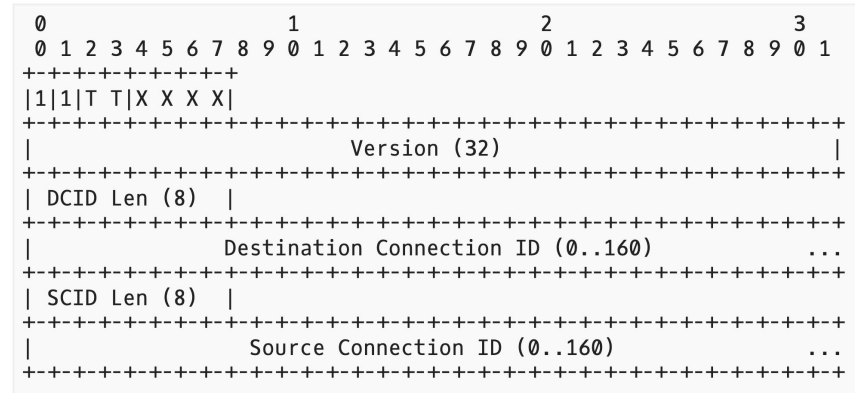 0                   1                   2                   3
 0 1 2 3 4 5 6 7 8 9 0 1 2 3 4 5 6 7 8 9 0 1 2 3 4 5 6 7 8 9 0 1
+-+-+-+-+-+-+-+-+
|1|1|T T|X X X X|
+-+-+-+-+-+-+-+-+-+-+-+-+-+-+-+-+-+-+-+-+-+-+-+-+-+-+-+-+-+-+-+-+
|                         Version (32)                          |
+-+-+-+-+-+-+-+-+-+-+-+-+-+-+-+-+-+-+-+-+-+-+-+-+-+-+-+-+-+-+-+-+
| DCID Len (8)  |
+-+-+-+-+-+-+-+-+-+-+-+-+-+-+-+-+-+-+-+-+-+-+-+-+-+-+-+-+-+-+-+-+
|               Destination Connection ID (0..160)            ...
+-+-+-+-+-+-+-+-+-+-+-+-+-+-+-+-+-+-+-+-+-+-+-+-+-+-+-+-+-+-+-+-+
| SCID Len (8)  |
+-+-+-+-+-+-+-+-+-+-+-+-+-+-+-+-+-+-+-+-+-+-+-+-+-+-+-+-+-+-+-+-+
|                 Source Connection ID (0..160)               ...
+-+-+-+-+-+-+-+-+-+-+-+-+-+-+-+-+-+-+-+-+-+-+-+-+-+-+-+-+-+-+-+-+